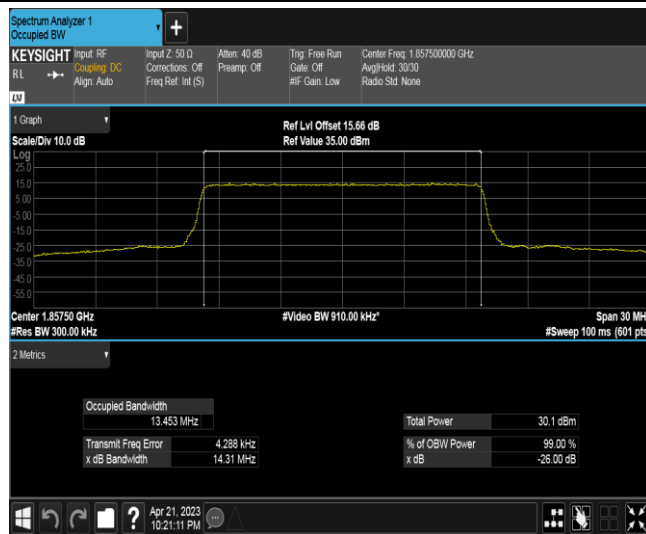 Spectrum Analyzer 1
Occupied BW
+
KEYSIGHT
RL
LXI
Input: RF
Coupling: DC
Align: Auto
Input Z: 50 Ω
Corrections: Off
Freq Ref: Int (S)
Atten: 40 dB
Preamp: Off
Trig: Free Run
Gate: Off
#IF Gain: Low
Center Freq: 1.857500000 GHz
Avg|Hold: 30/30
Radio Std: None
1 Graph
Scale/Div 10.0 dB
Ref Lvl Offset 15.66 dB
Ref Value 35.00 dBm
Log
25.0
15.0
5.00
-5.00
-15.0
-25.0
-35.0
-45.0
-55.0
Center 1.85750 GHz
#Res BW 300.00 kHz
#Video BW 910.00 kHz*
Span 30 MH
#Sweep 100 ms (601 pts
2 Metrics
Occupied Bandwidth
13.453 MHz
Total Power 30.1 dBm
Transmit Freq Error 4.288 kHz
% of OBW Power 99.00 %
x dB Bandwidth 14.31 MHz
x dB -26.00 dB
?
Apr 21, 2023
10:21:11 PM